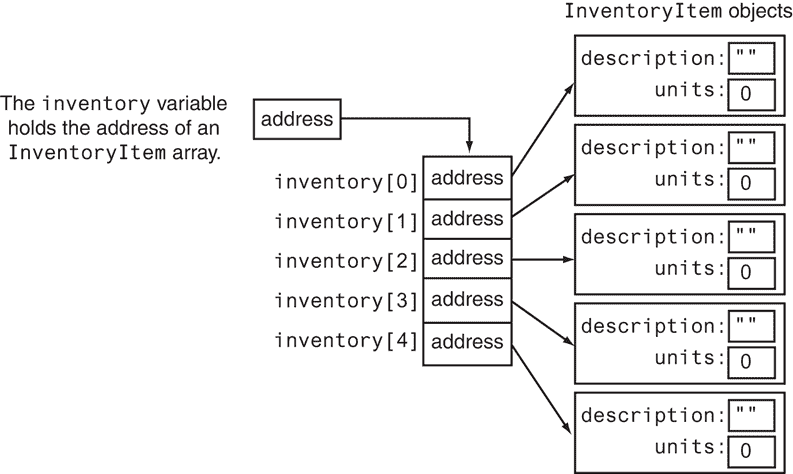 InventoryItem objects
description: ""
units: 0
The inventory variable
holds the address of an
InventoryItem array.
address
description: ""
units: 0
inventory[0] address
inventory[1] address
inventory[2] address
inventory[3] address
inventory[4] address
description: ""
units: 0
description: ""
units: 0
description: ""
units: 0